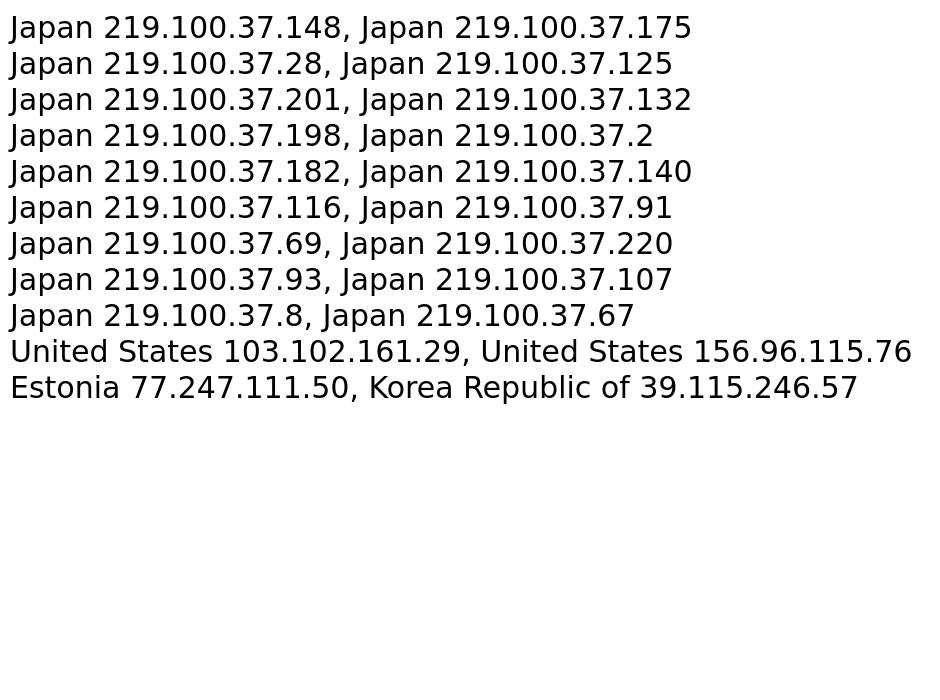 Japan 219.100.37.148, Japan 219.100.37.175
Japan 219.100.37.28, Japan 219.100.37.125
Japan 219.100.37.201, Japan 219.100.37.132
Japan 219.100.37.198, Japan 219.100.37.2
Japan 219.100.37.182, Japan 219.100.37.140
Japan 219.100.37.116, Japan 219.100.37.91
Japan 219.100.37.69, Japan 219.100.37.220
Japan 219.100.37.93, Japan 219.100.37.107
Japan 219.100.37.8, Japan 219.100.37.67
United States 103.102.161.29, United States 156.96.115.76
Estonia 77.247.111.50, Korea Republic of 39.115.246.57